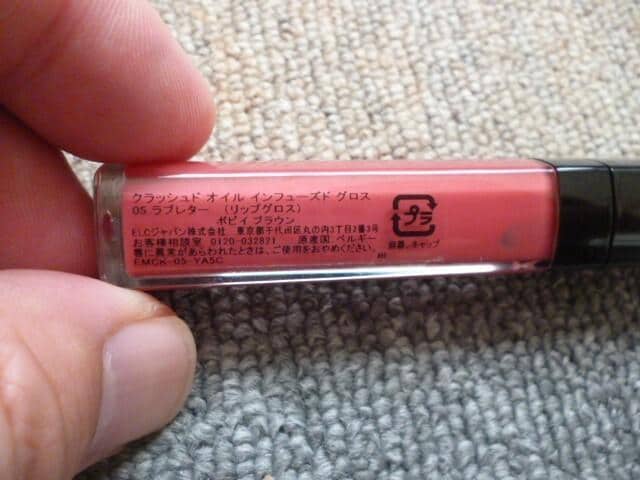 クラッシュド オイル インフューズド グロス
05 ラブレター (リップグロス)
ボビイ ブラウン
ELCジャパン株式会社 東京都千代田区丸の内3丁目2番3号
お客様相談室 0120-032821 原産国 ベルギー
唇に異常があらわれたときは、ご使用をおやめください。
EMCK-05-YA5C
プラ
容器、キャップ